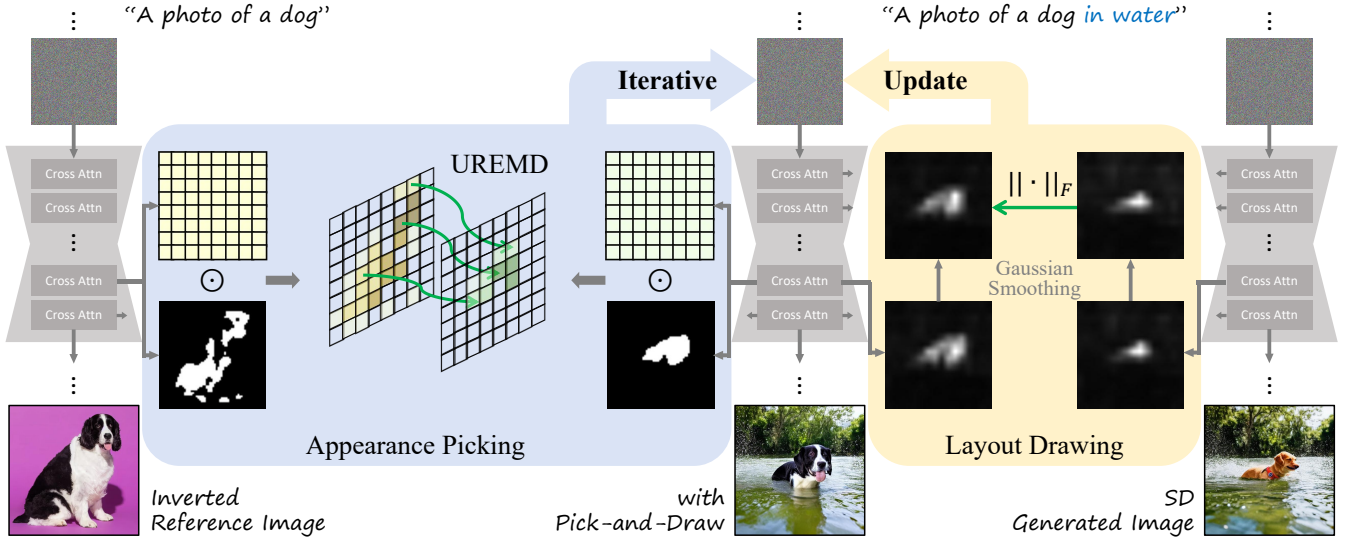 “A photo of a dog”
“A photo of a dog in water”
Iterative
Update
UREMD
|| · ||F
Cross Attn
Cross Attn
Cross Attn
Cross Attn
Cross Attn
Cross Attn
Cross Attn
Cross Attn
Cross Attn
Cross Attn
Cross Attn
Cross Attn
Gaussian
Smoothing
Appearance Picking
Layout Drawing
Inverted
Reference Image
with
Pick-and-Draw
SD
Generated Image